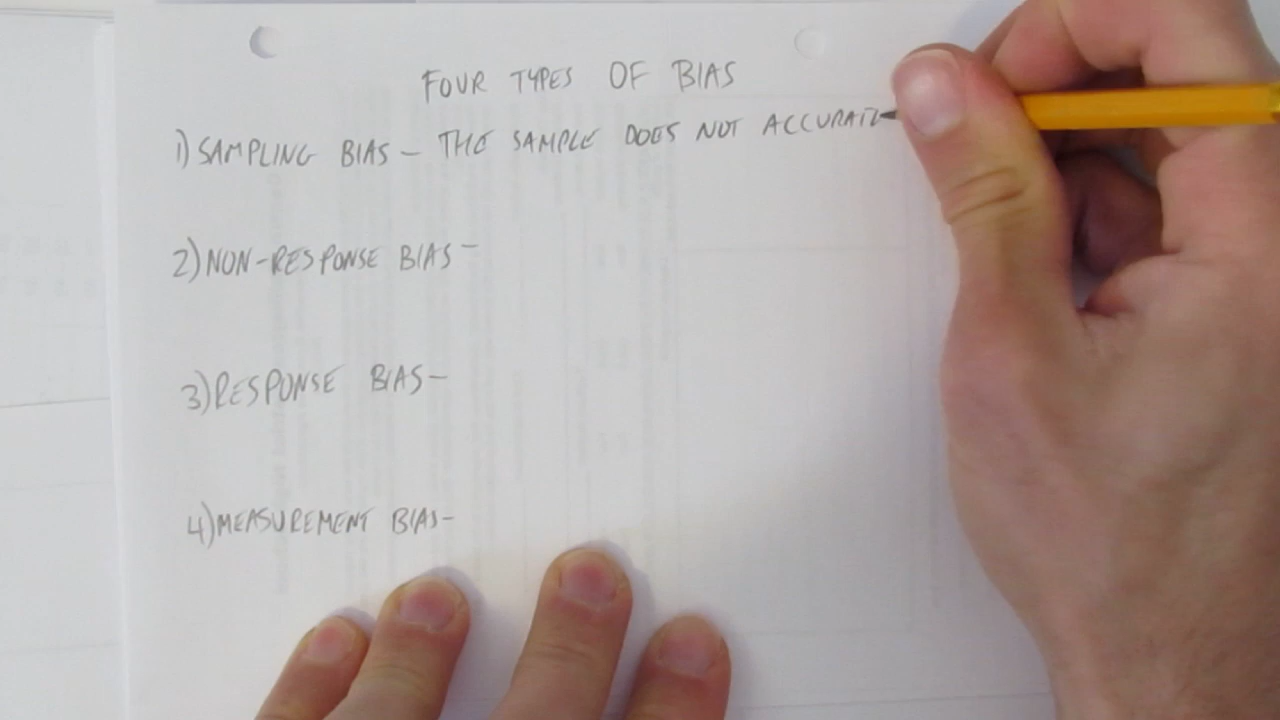 FOUR TYPES OF BIAS
1) SAMPLING BIAS - THE SAMPLE DOES NOT ACCURATE
2) NON-RESPONSE BIAS -
3) RESPONSE BIAS -
4) MEASUREMENT BIAS -